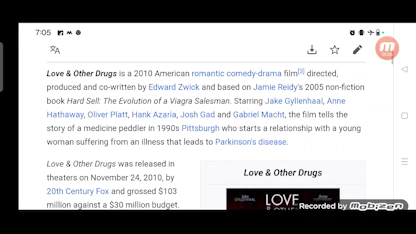 7:05
Love & Other Drugs is a 2010 American romantic comedy-drama film[3] directed,
produced and co-written by Edward Zwick and based on Jamie Reidy's 2005 non-fiction
book Hard Sell: The Evolution of a Viagra Salesman. Starring Jake Gyllenhaal, Anne
Hathaway, Oliver Platt, Hank Azaria, Josh Gad and Gabriel Macht, the film tells the
story of a medicine peddler in 1990s Pittsburgh who starts a relationship with a young
woman suffering from an illness that leads to Parkinson's disease.
Love & Other Drugs was released in
theaters on November 24, 2010, by
20th Century Fox and grossed $103
million against a $30 million budget.
Love & Other Drugs
LOVE
Recorded by Mobizen